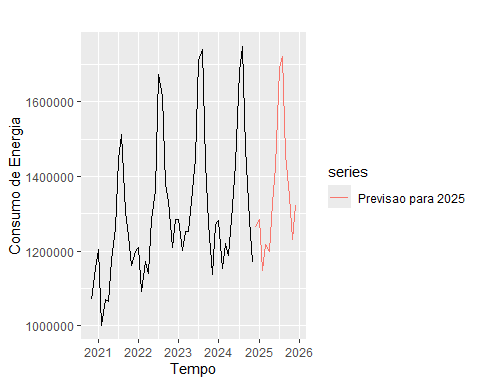 Consumo de Energia
1600000
1400000
1200000
1000000
2021 2022 2023 2024 2025 2026
Tempo
series
Previsao para 2025